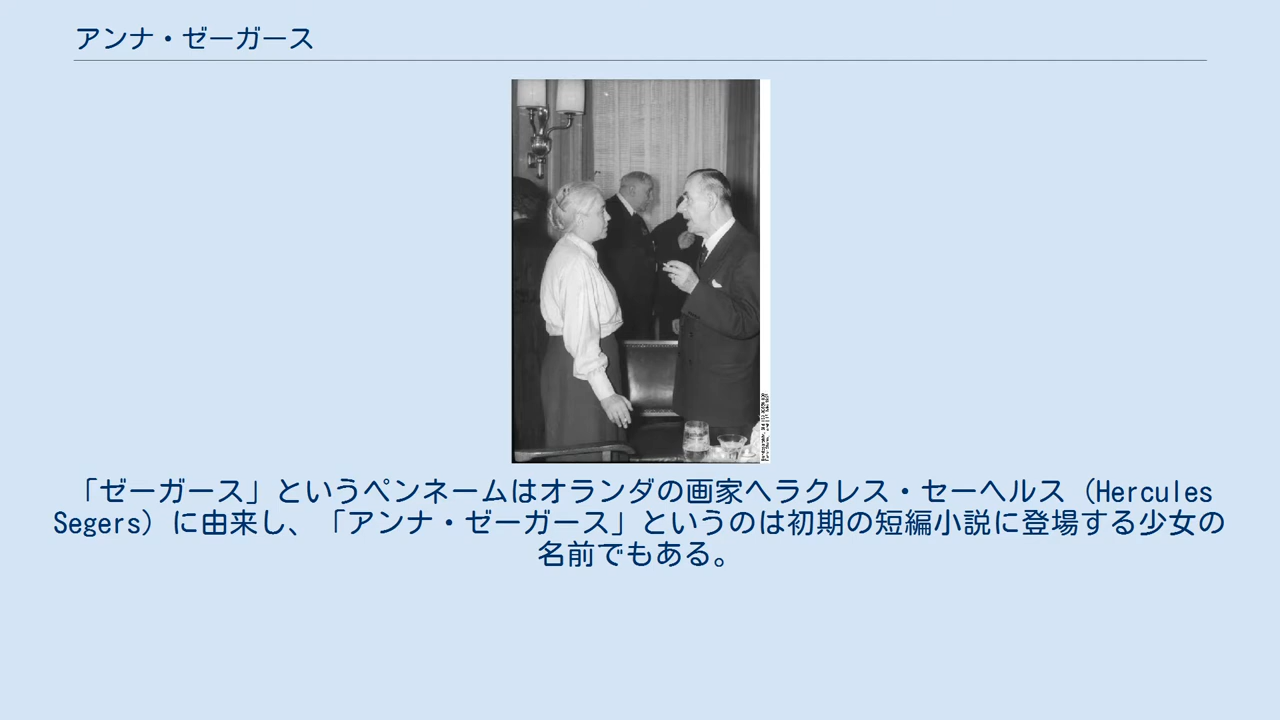 アンナ・ゼーガース
「ゼーガース」というペンネームはオランダの画家ヘラクレス・セーヘルス（Hercules
Segers）に由来し、「アンナ・ゼーガース」というのは初期の短編小説に登場する少女の
名前でもある。